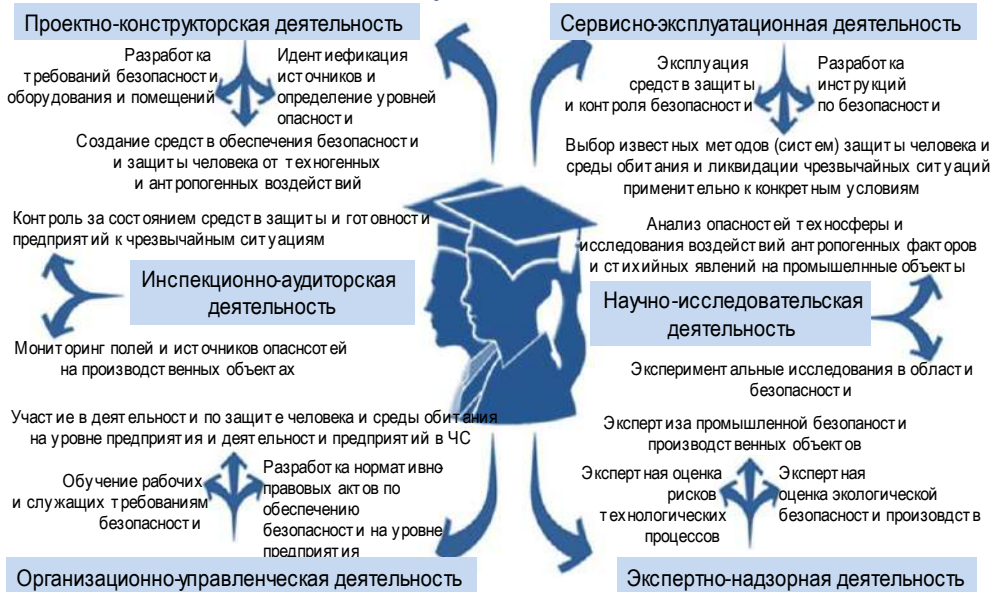 Проектно-конструкторская деятельность
Разработка
требований безопасности
оборудования и помещений
Идентиефикация
источников и
определение уровней
опасности
Создание средств обеспечения безопасности
и защиты человека от техногенных
и антропогенных воздействий
Сервисно-эксплуатационная деятельность
Эксплуация
средств защиты
и контроля безопасности
Разработка
инструкций
по безопасности
Выбор известных методов (систем) защиты человека и
среды обитания и ликвидации чрезвычайных ситуаций
применительно к конкретным условиям
Контроль за состоянием средств защиты и готовности
предприятий к чрезвычайным ситуациям
Инспекционно-аудиторская
деятельность
Мониторинг полей и источников опаснсотей
на производственных объектах
Анализ опасностей техносферы и
исследования воздействий антропогенных факторов
и стихийных явлений на промышелнные объекты
Научно-исследовательская
деятельность
Экспериментальные исследования в области
безопасности
Участие в деятельности по защите человека и среды обитания
на уровне предприятия и деятельности предприятий в ЧС
Обучение рабочих
и служащих требованиям
безопасности
Разработка нормативно-
правовых актов по
обеспечению
безопасности на уровне
предприятия
Организационно-управленческая деятельность
Экспертиза промышленной безопаности
производственных объектов
Экспертная оценка
рисков
технологических
процессов
Экспертная
оценка экологической
безопасности произовдств
Экспертно-надзорная деятельность